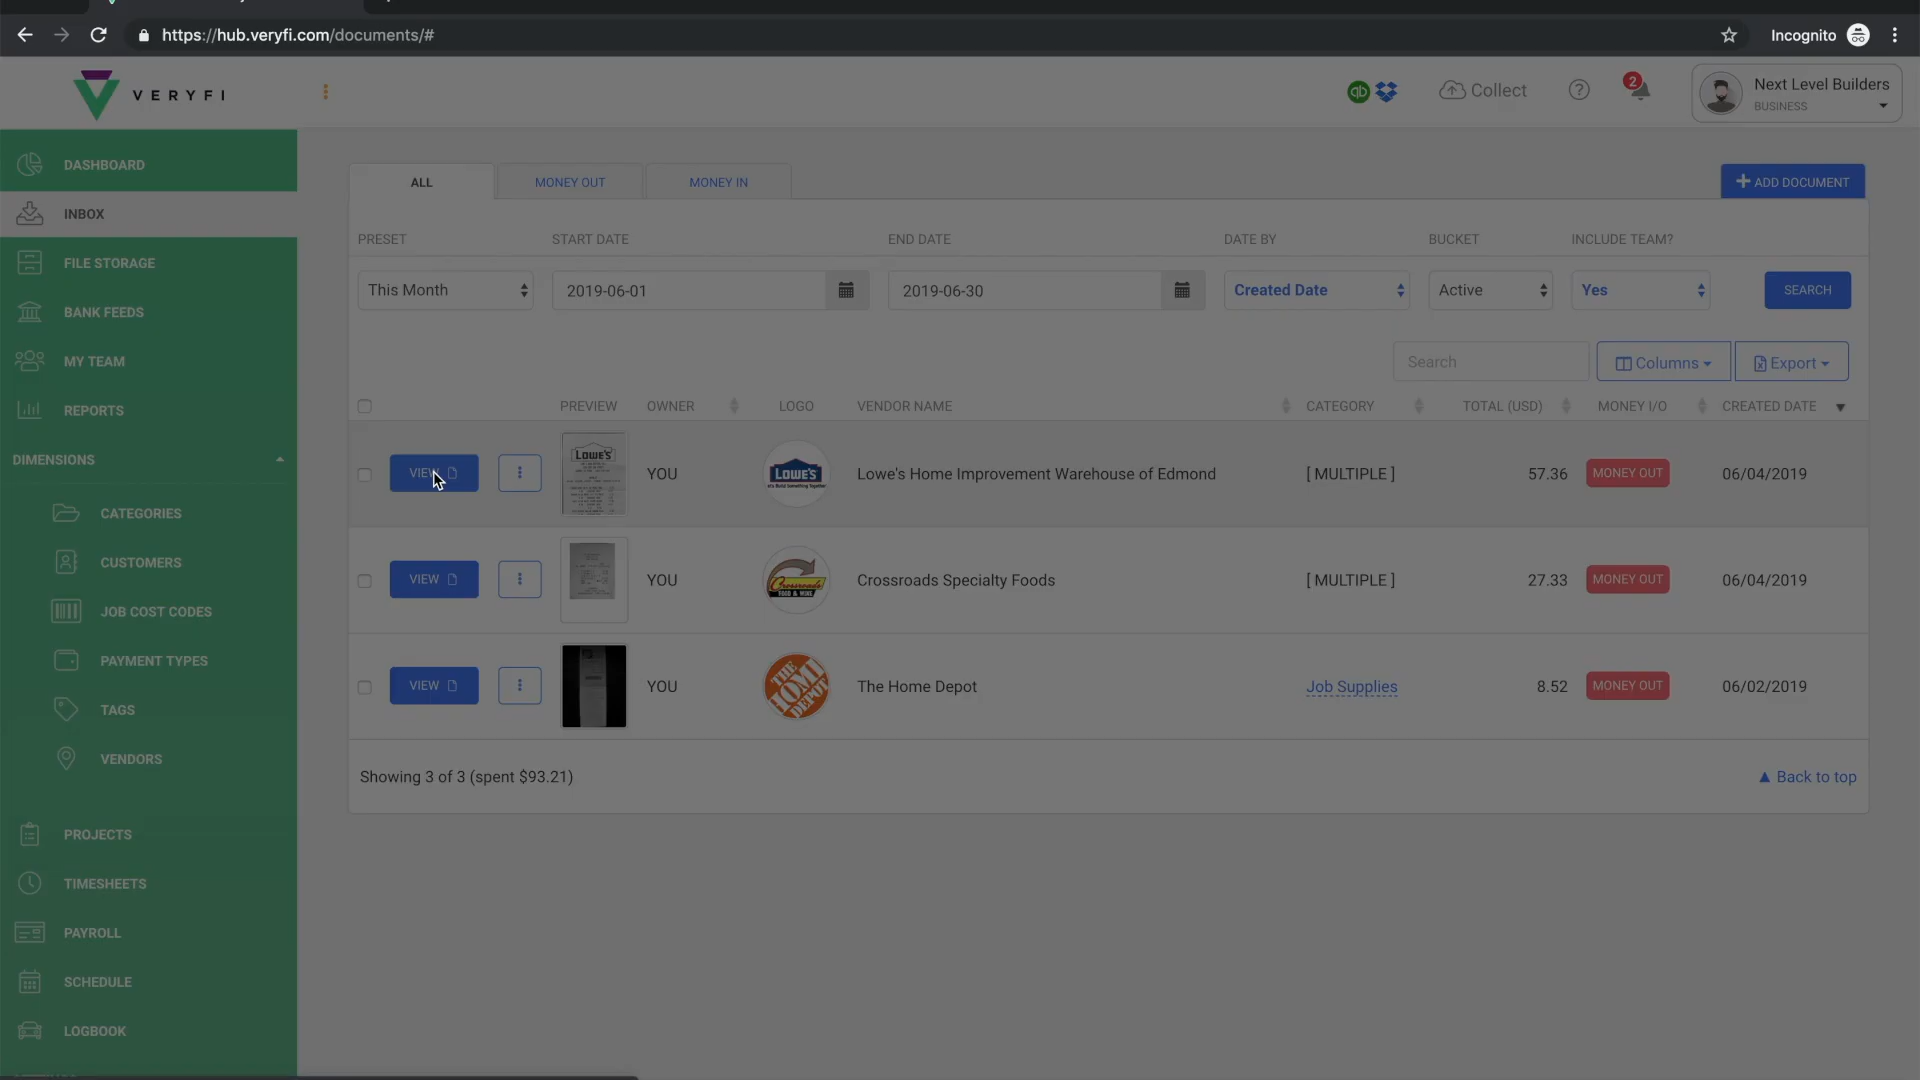 https://hub.veryfi.com/documents/#
Incognito
VERYFI
qb
Collect
?
2
Next Level Builders
BUSINESS
DASHBOARD
INBOX
FILE STORAGE
BANK FEEDS
MY TEAM
REPORTS
DIMENSIONS
CATEGORIES
CUSTOMERS
JOB COST CODES
PAYMENT TYPES
TAGS
VENDORS
PROJECTS
TIMESHEETS
PAYROLL
SCHEDULE
LOGBOOK
ALL MONEY OUT MONEY IN
+ ADD DOCUMENT
PRESET START DATE END DATE DATE BY BUCKET INCLUDE TEAM?
This Month 2019-06-01 2019-06-30 Created Date Active Yes SEARCH
Search Columns Export
PREVIEW OWNER LOGO VENDOR NAME CATEGORY TOTAL (USD) MONEY I/O CREATED DATE
VIEW LOWE'S YOU LOWE'S Lowe's Home Improvement Warehouse of Edmond [ MULTIPLE ] 57.36 MONEY OUT 06/04/2019
VIEW YOU Crossroads FOOD & WINE Crossroads Specialty Foods [ MULTIPLE ] 27.33 MONEY OUT 06/04/2019
VIEW YOU THE HOME DEPOT The Home Depot Job Supplies 8.52 MONEY OUT 06/02/2019
Showing 3 of 3 (spent $93.21)
▲ Back to top